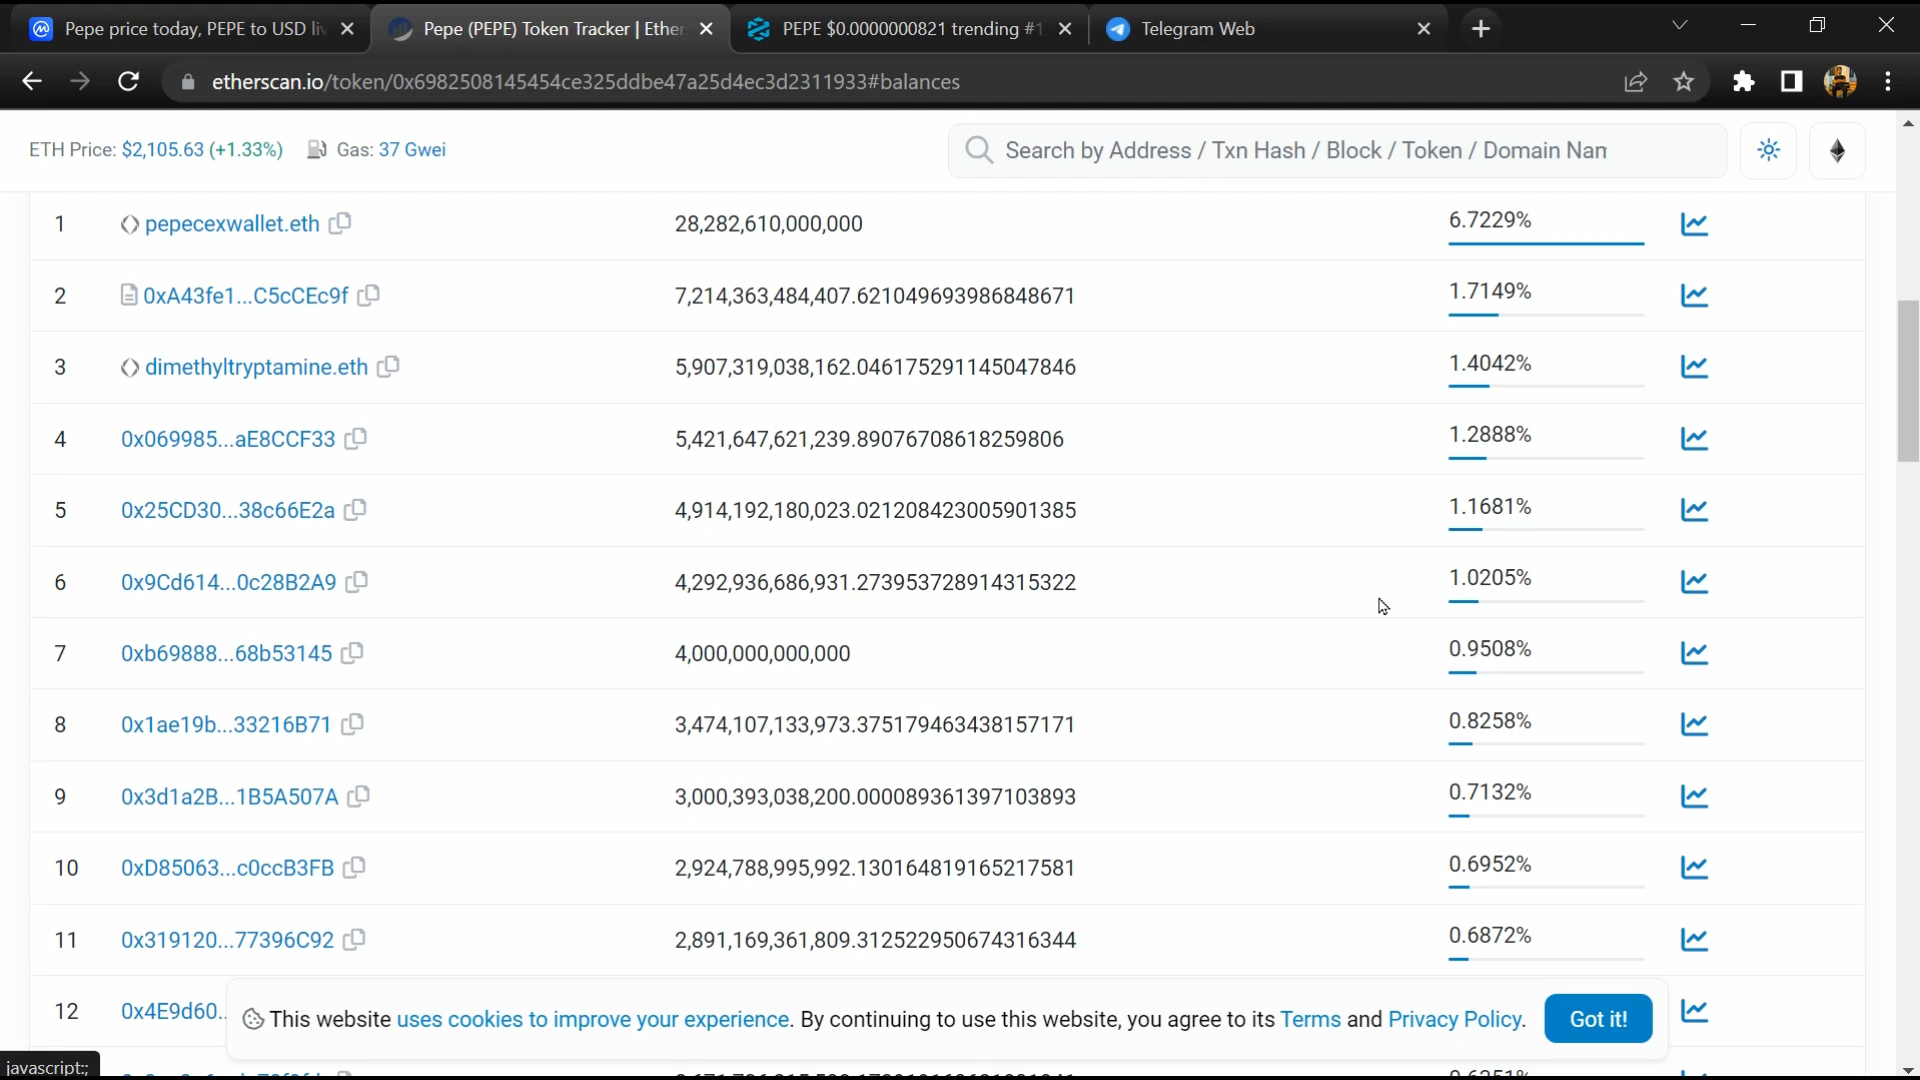 Pepe price today, PEPE to USD liv
Pepe (PEPE) Token Tracker | Ether
PEPE $0.0000000821 trending #1
Telegram Web
etherscan.io/token/0x6982508145454ce325ddbe47a25d4ec3d2311933#balances
ETH Price: $2,105.63 (+1.33%) Gas: 37 Gwei
Search by Address / Txn Hash / Block / Token / Domain Nam
1 pepecexwallet.eth 28,282,610,000,000 6.7229%
2 0xA43fe1...C5cCEc9f 7,214,363,484,407.621049693986848671 1.7149%
3 dimethyltryptamine.eth 5,907,319,038,162.046175291145047846 1.4042%
4 0x069985...aE8CCF33 5,421,647,621,239.89076708618259806 1.2888%
5 0x25CD30...38c66E2a 4,914,192,180,023.021208423005901385 1.1681%
6 0x9Cd614...0c28B2A9 4,292,936,686,931.273953728914315322 1.0205%
7 0xb69888...68b53145 4,000,000,000,000 0.9508%
8 0x1ae19b...33216B71 3,474,107,133,973.375179463438157171 0.8258%
9 0x3d1a2B...1B5A507A 3,000,393,038,200.000089361397103893 0.7132%
10 0xD85063...c0ccB3FB 2,924,788,995,992.130164819165217581 0.6952%
11 0x319120...77396C92 2,891,169,361,809.312522950674316344 0.6872%
12 0x4E9d60..
This website uses cookies to improve your experience. By continuing to use this website, you agree to its Terms and Privacy Policy.
Got it!
javascript:;